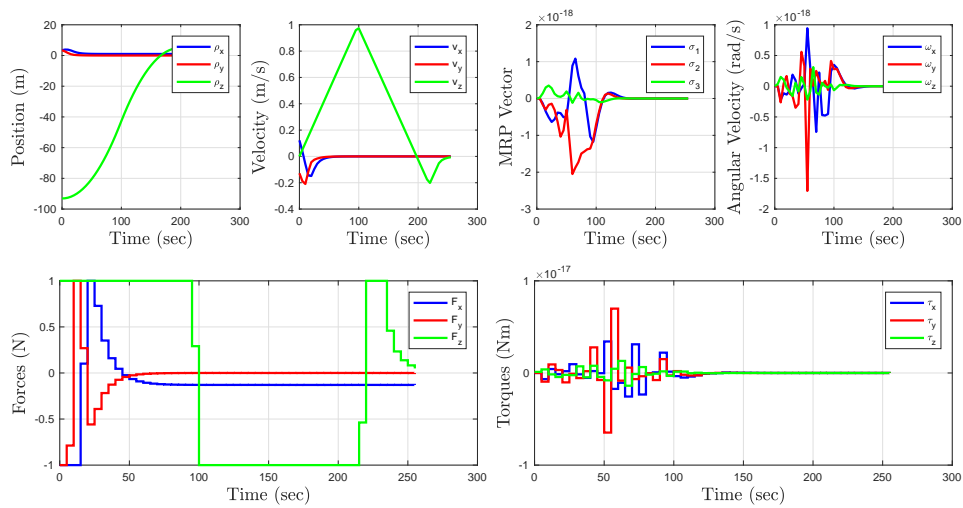 Position (m)
20
0
-20
-40
-60
-80
-100
0
100
200
300
Time (sec)
ρx
ρy
ρz
Velocity (m/s)
1
0.8
0.6
0.4
0.2
0
-0.2
-0.4
0
100
200
300
Time (sec)
vx
vy
vz
×10-18
MRP Vector
2
1
0
-1
-2
-3
0
100
200
300
Time (sec)
σ1
σ2
σ3
×10-18
Angular Velocity (rad/s)
1
0.5
0
-0.5
-1
-1.5
-2
0
100
200
300
Time (sec)
ωx
ωy
ωz
Forces (N)
1
0.5
0
-0.5
-1
0
50
100
150
200
250
300
Time (sec)
Fx
Fy
Fz
×10-17
Torques (Nm)
1
0
-1
0
50
100
150
200
250
300
Time (sec)
τx
τy
τz